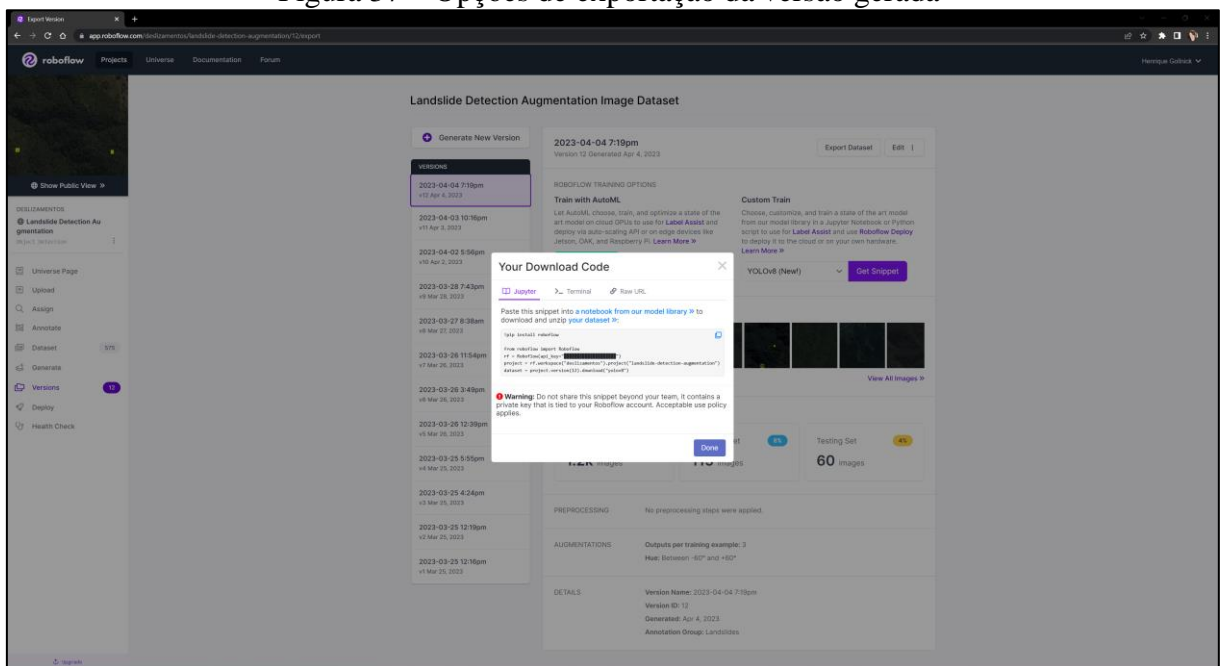 Figura 37 – Opções de exportação da versão gerada
Export Version
app.roboflow.com/deslizamentos/landslide-detection-augmentation/12/export
roboflow Projects Universe Documentation Forum
Henrique Gollnick
Show Public View »
DESLIZAMENTOS
Landslide Detection Au
gmentation
Object Detection
Universe Page
Upload
Assign
Annotate
Dataset 575
Generate
Versions 12
Deploy
Health Check
Upgrade
Landslide Detection Augmentation Image Dataset
Generate New Version
VERSIONS
2023-04-04 7:19pm
v12 Apr 4, 2023
2023-04-03 10:16pm
v11 Apr 3, 2023
2023-04-02 5:56pm
v10 Apr 2, 2023
2023-03-28 7:43pm
v9 Mar 28, 2023
2023-03-27 8:38am
v8 Mar 27, 2023
2023-03-26 11:54pm
v7 Mar 26, 2023
2023-03-26 3:49pm
v6 Mar 26, 2023
2023-03-26 12:39pm
v5 Mar 26, 2023
2023-03-25 5:55pm
v4 Mar 25, 2023
2023-03-25 4:24pm
v3 Mar 25, 2023
2023-03-25 12:19pm
v2 Mar 25, 2023
2023-03-25 12:16pm
v1 Mar 25, 2023
2023-04-04 7:19pm
Version 12 Generated Apr 4, 2023
Export Dataset Edit
ROBOFLOW TRAINING OPTIONS
Train with AutoML
Let AutoML choose, train, and optimize a state of the
art model on cloud GPUs to use for Label Assist and
deploy via auto-scaling API or on edge devices like
Jetson, OAK, and Raspberry Pi. Learn More »
Custom Train
Choose, customize, and train a state of the art model
from our model library in a Jupyter Notebook or Python
script to use for Label Assist and use Roboflow Deploy
to deploy it to the cloud or on your own hardware.
Learn More »
YOLOv8 (New!) Get Snippet
Your Download Code
Jupyter Terminal Raw URL
Paste this snippet into a notebook from our model library » to
download and unzip your dataset »:
!pip install roboflow
from roboflow import Roboflow
rf = Roboflow(api_key="
")
project = rf.workspace("deslizamentos").project("landslide-detection-augmentation")
dataset = project.version(12).download("yolov8")
Warning: Do not share this snippet beyond your team, it contains a
private key that is tied to your Roboflow account. Acceptable use policy
applies.
Done
View All Images »
8%
Testing Set 4%
images
images
60 images
PREPROCESSING No preprocessing steps were applied.
AUGMENTATIONS Outputs per training example: 3
Hue: Between -60° and +60°
DETAILS Version Name: 2023-04-04 7:19pm
Version ID: 12
Generated: Apr 4, 2023
Annotation Group: Landslides